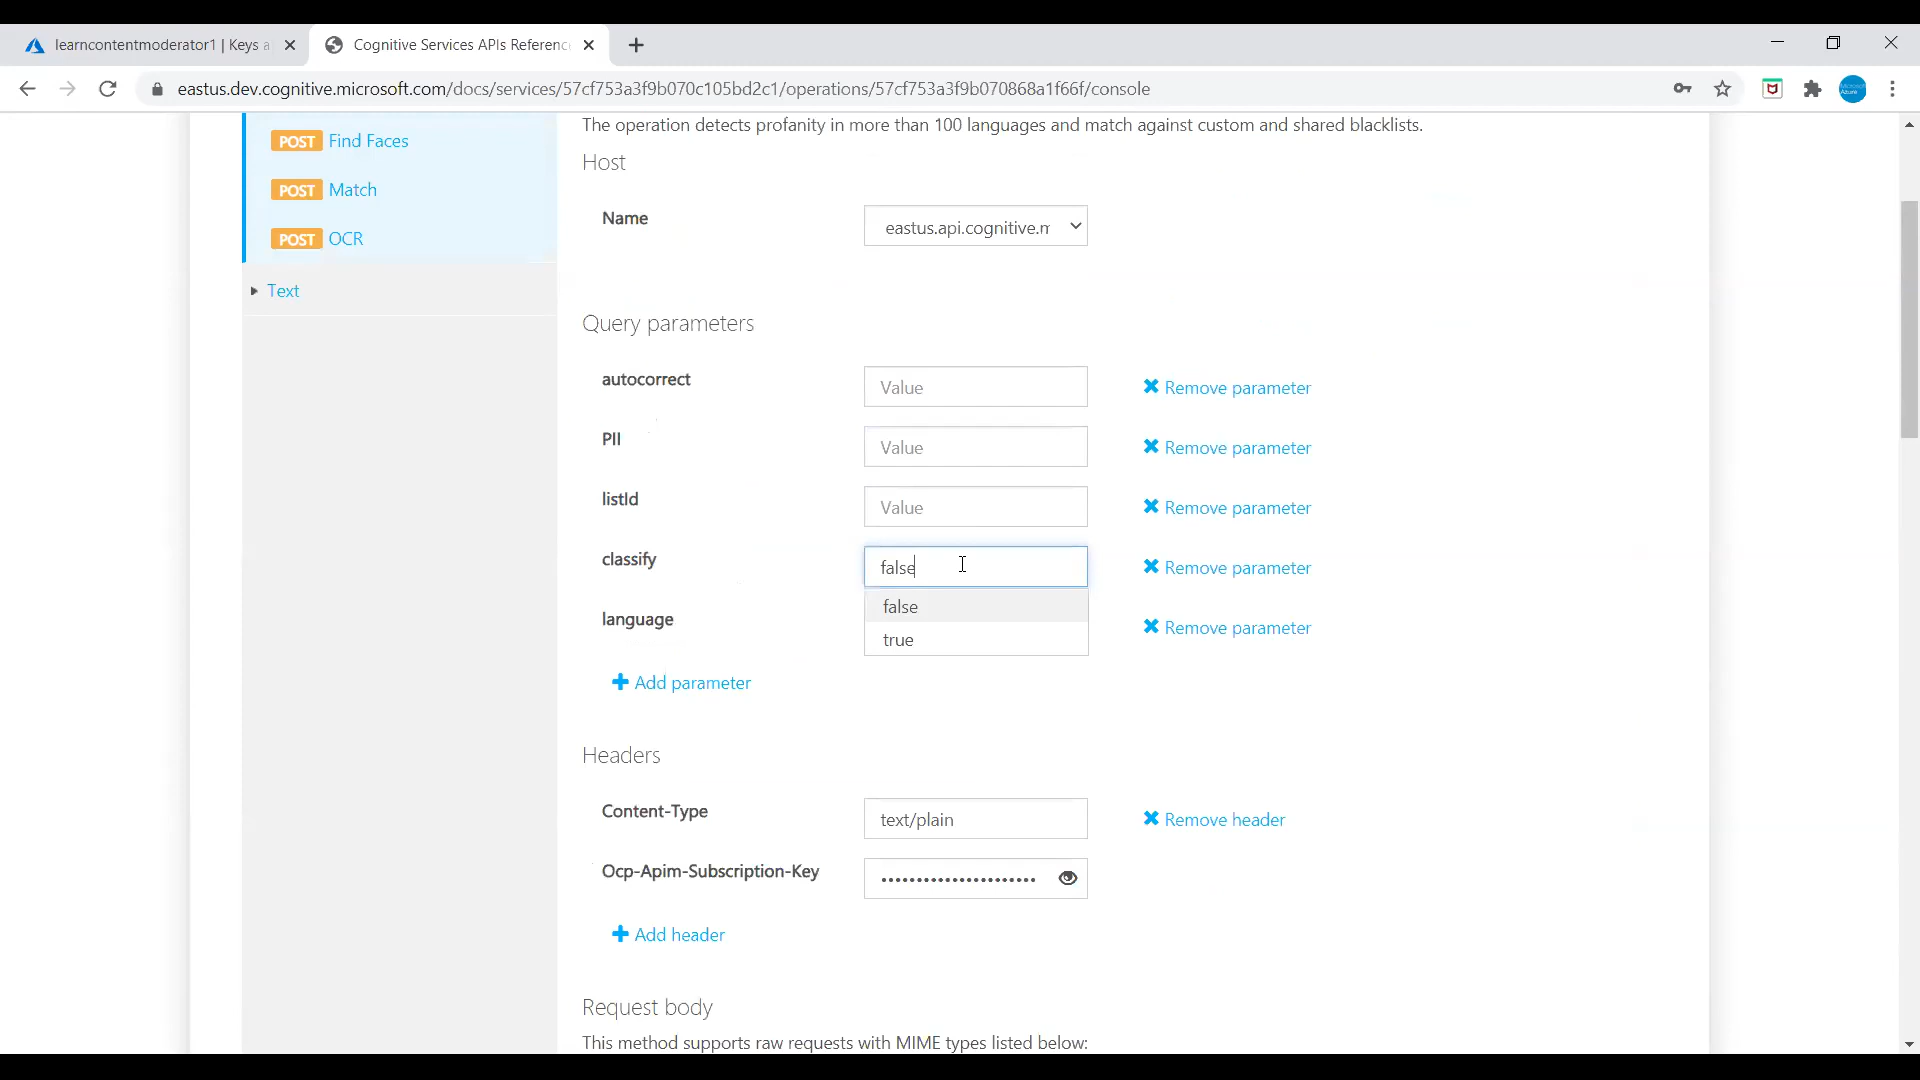 learncontentmoderator1 | Keys a
Cognitive Services APIs Referenc
eastus.dev.cognitive.microsoft.com/docs/services/57cf753a3f9b070c105bd2c1/operations/57cf753a3f9b070868a1f66f/console
POST Find Faces
POST Match
POST OCR
Text
The operation detects profanity in more than 100 languages and match against custom and shared blacklists.
Host
Name
eastus.api.cognitive.m
Query parameters
autocorrect
Value
Remove parameter
PII
Value
Remove parameter
listId
Value
Remove parameter
classify
false
Remove parameter
false
language
Remove parameter
true
Add parameter
Headers
Content-Type
text/plain
Remove header
Ocp-Apim-Subscription-Key
••••••••••••••••••••••
Add header
Request body
This method supports raw requests with MIME types listed below: